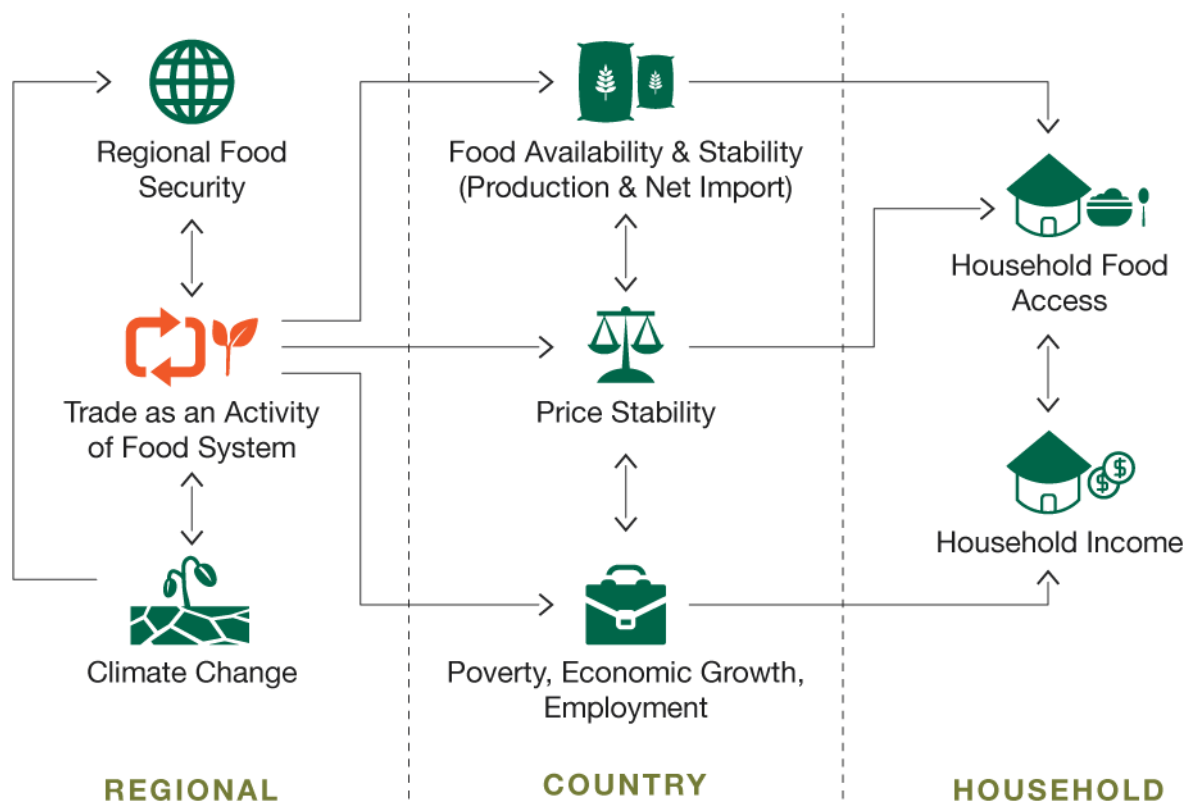 Regional Food
Security
Trade as an Activity
of Food System
Climate Change
REGIONAL
Food Availability & Stability
(Production & Net Import)
Price Stability
Poverty, Economic Growth,
Employment
COUNTRY
Household Food
Access
$
$
Household Income
HOUSEHOLD